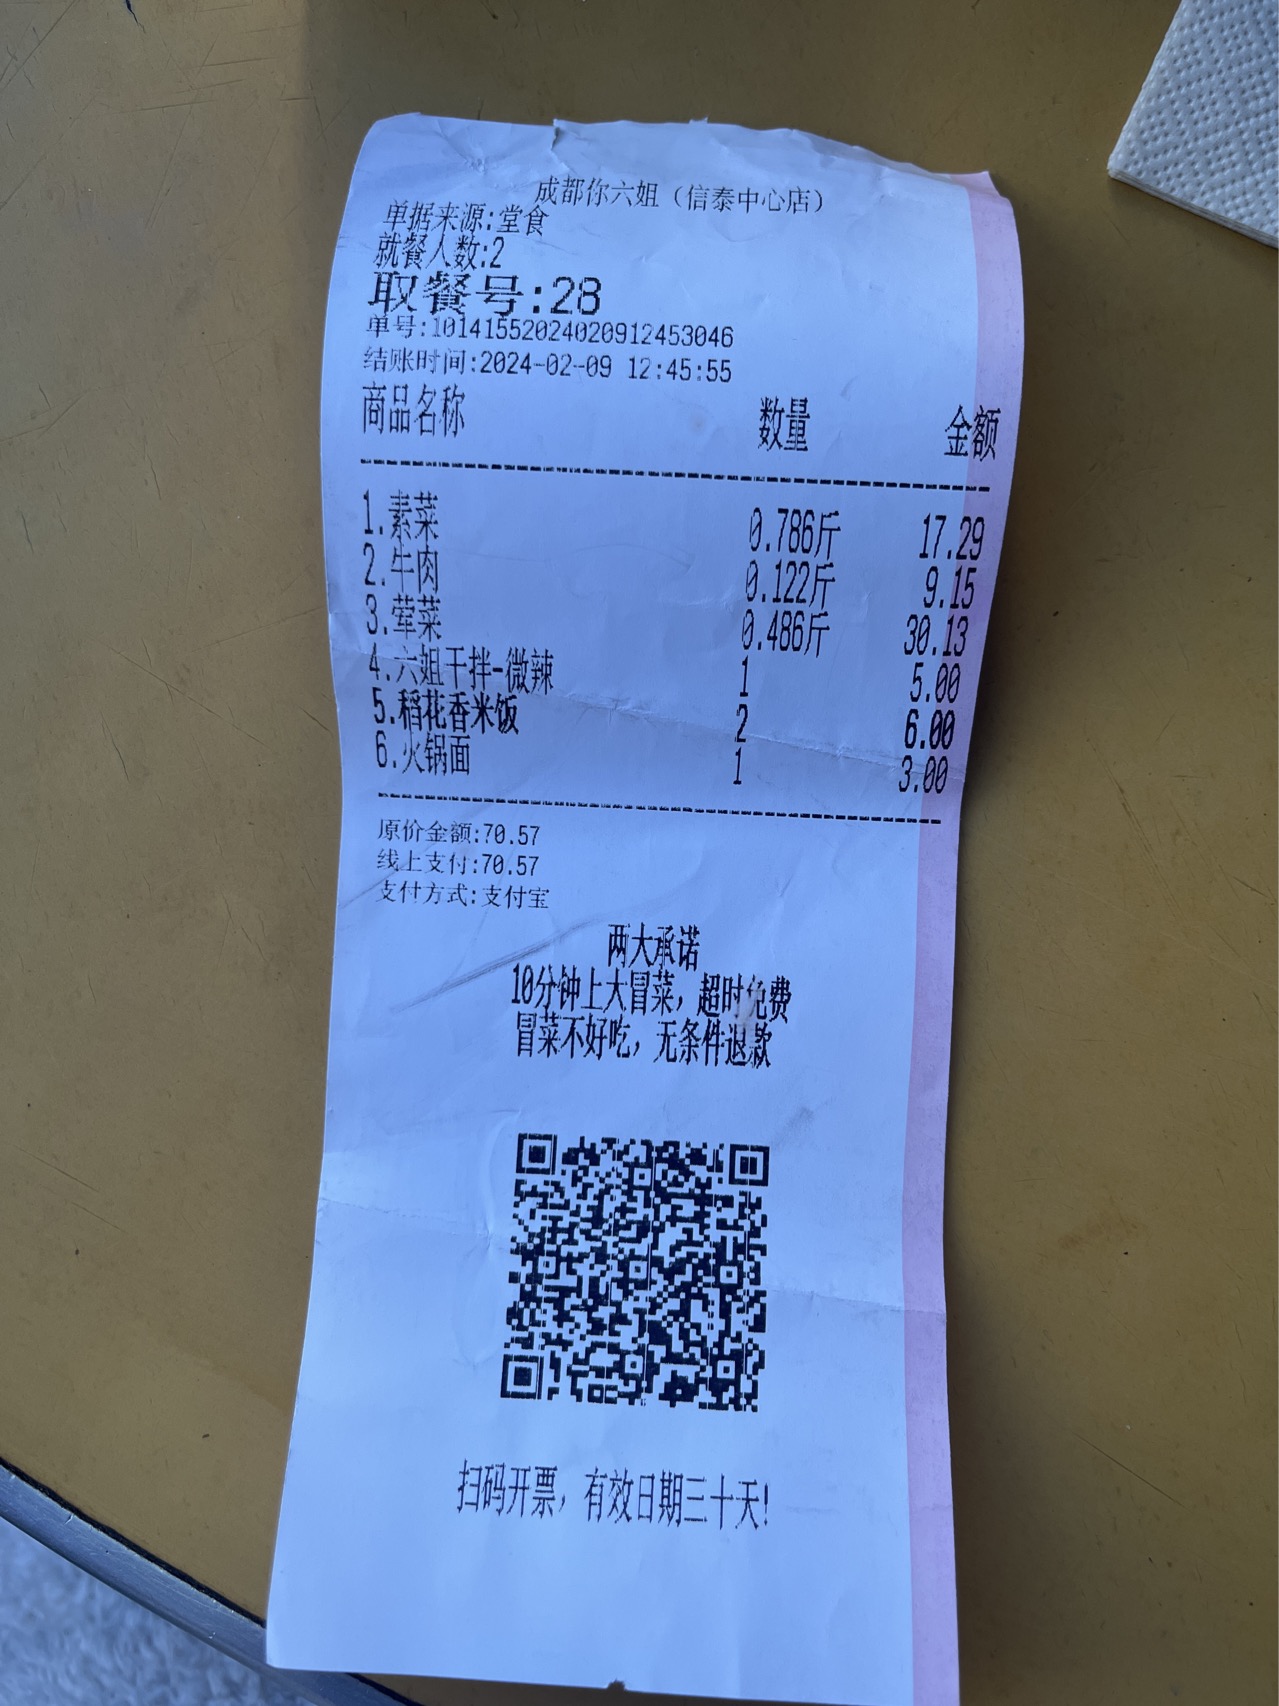 成都你六姐（信泰中心店）
单据来源:堂食
就餐人数:2
取餐号:28
单号:10141552024020912453046
结账时间:2024-02-09 12:45:55
商品名称 数量 金额
1.素菜 0.786斤 17.29
2.牛肉 0.122斤 9.15
3.荤菜 0.486斤 30.13
4.六姐干拌-微辣 1 5.00
5.稻花香米饭 2 6.00
6.火锅面 1 3.00
原价金额:70.57
线上支付:70.57
支付方式:支付宝
两大承诺
10分钟上大冒菜，超时免费
冒菜不好吃，无条件退款
扫码开票，有效日期三十天!